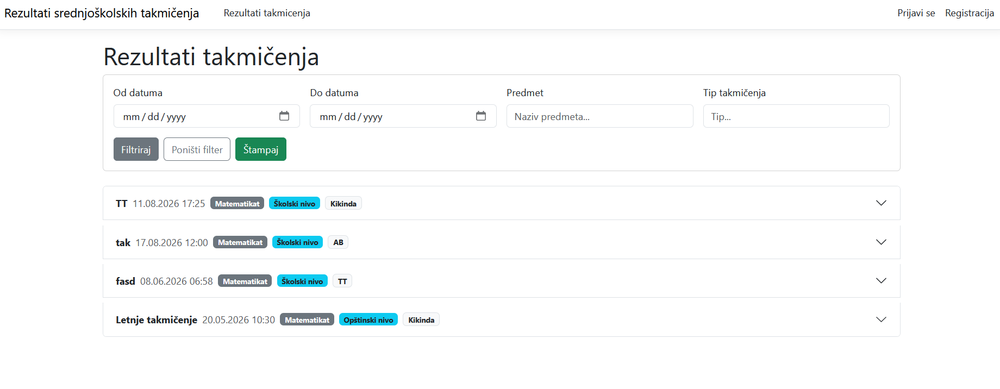 Rezultati srednjoškolskih takmičenja Rezultati takmicenja Prijavi se Registracija
Rezultati takmičenja
Od datuma Do datuma Predmet Tip takmičenja
mm / dd / yyyy mm / dd / yyyy Naziv predmeta... Tip...
Filtriraj Poništi filter Štampaj
TT 11.08.2026 17:25 Matematikat Školski nivo Kikinda
tak 17.08.2026 12:00 Matematikat Školski nivo AB
fasd 08.06.2026 06:58 Matematikat Školski nivo TT
Letnje takmičenje 20.05.2026 10:30 Matematikat Opštinski nivo Kikinda